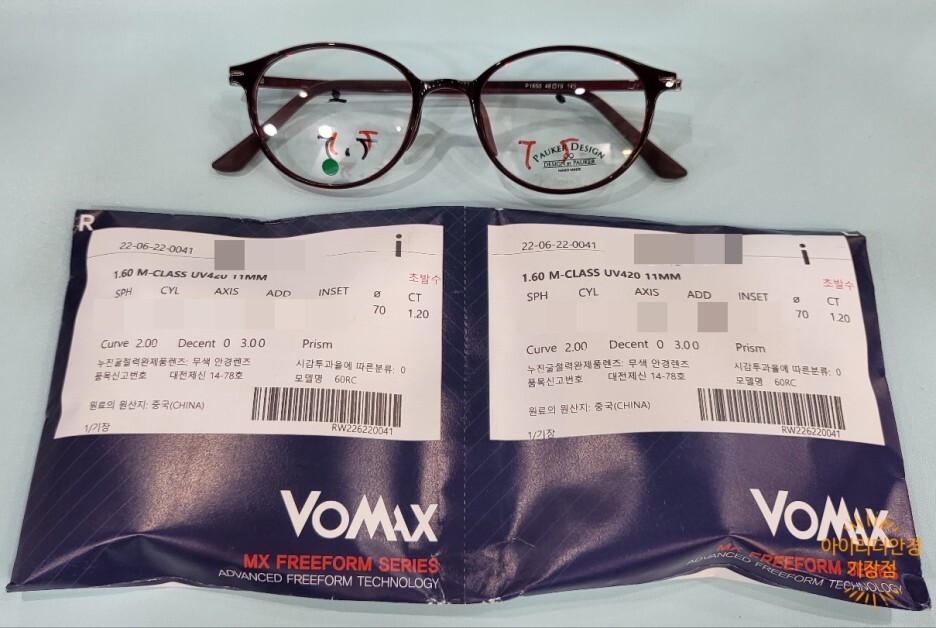 P1650 48□19 143
T.F
T F
PAUKER DESIGN
DESIGN BY PAUKER
HAND MADE
R
22-06-22-0041
i
1.60 M-CLASS UV420 11MM
초발수
SPH CYL AXIS ADD INSET ø CT
70 1.20
Curve 2.00 Decent 0 3.00 Prism
누진굴절력완제품렌즈: 무색 안경렌즈 시감투과율에 따른분류: 0
품목신고번호 대전제신 14-78호 모델명 60RC
원료의 원산지: 중국(CHINA)
1/기장 RW226220041
VOMAX
MX FREEFORM SERIES
ADVANCED FREEFORM TECHNOLOGY
22-06-22-0041
i
1.60 M-CLASS UV420 11MM
초발수
SPH CYL AXIS ADD INSET ø CT
70 1.20
Curve 2.00 Decent 0 3.00 Prism
누진굴절력완제품렌즈: 무색 안경렌즈 시감투과율에 따른분류: 0
품목신고번호 대전제신 14-78호 모델명 60RC
원료의 원산지: 중국(CHINA)
1/기장 RW226220041
VOMAX
MX FREEFORM
ADVANCED FREEFORM TECHNOLOGY
아이라디안경
기장점